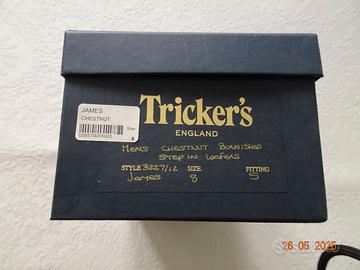 JAMES
CHESTNUT
Size
8
Tricker's
ENGLAND
MENS CHESTNUT BURNISHED
STEP IN LOAFERS
STYLE 3227/12 SIZE FITTING
James 8 5
26 05 2025